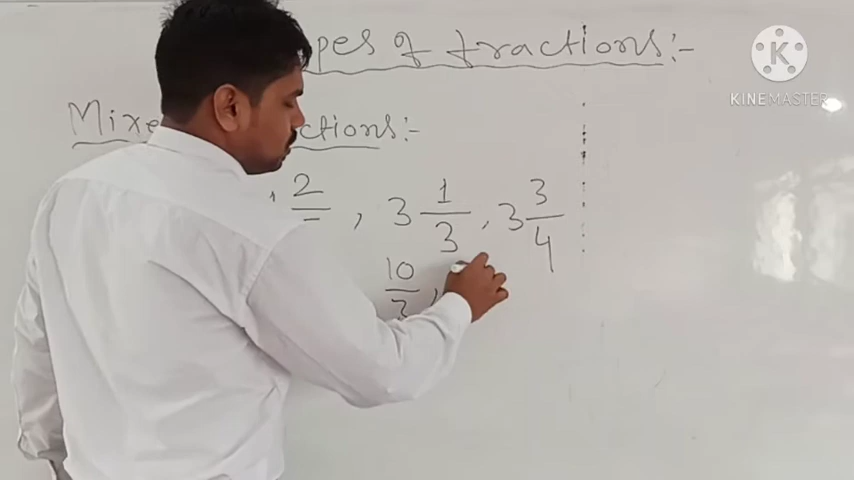 pes of fractions:-
Mixe ctions:-
2 , 3 1/3 , 3 3/4
10/3 ,
K
KINEMASTER